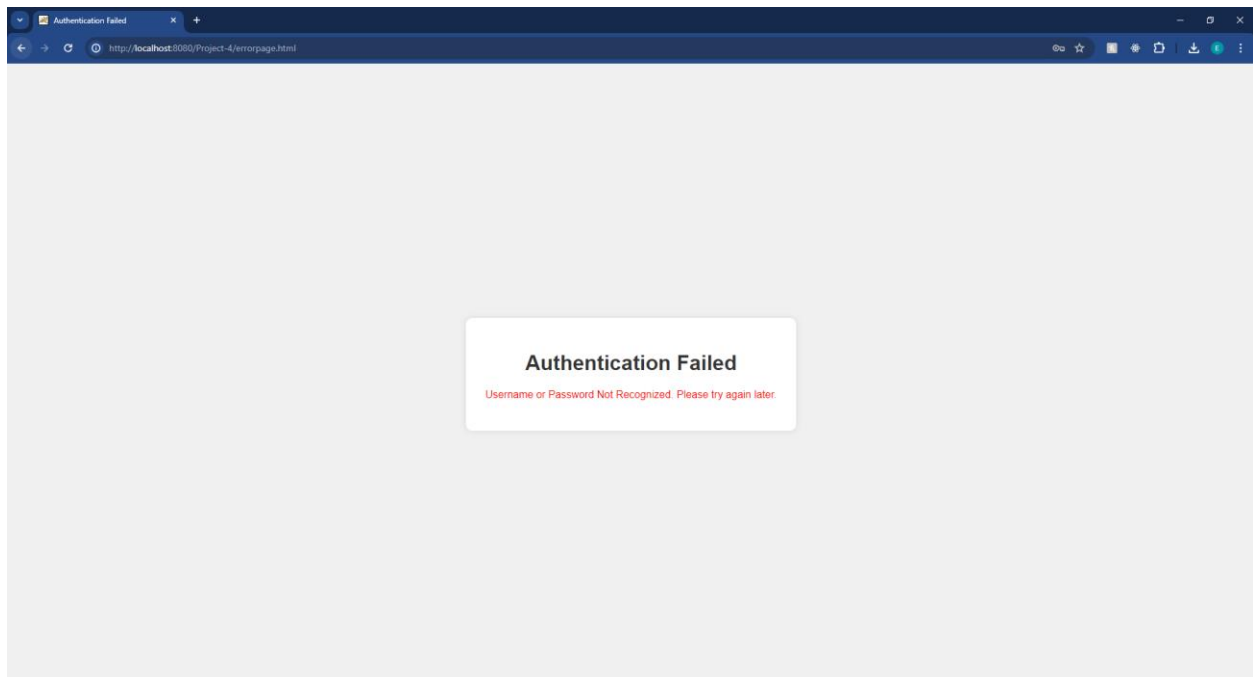 Authentication Failed
http://localhost:8080/Project-4/errorpage.html
Authentication Failed
Username or Password Not Recognized. Please try again later.